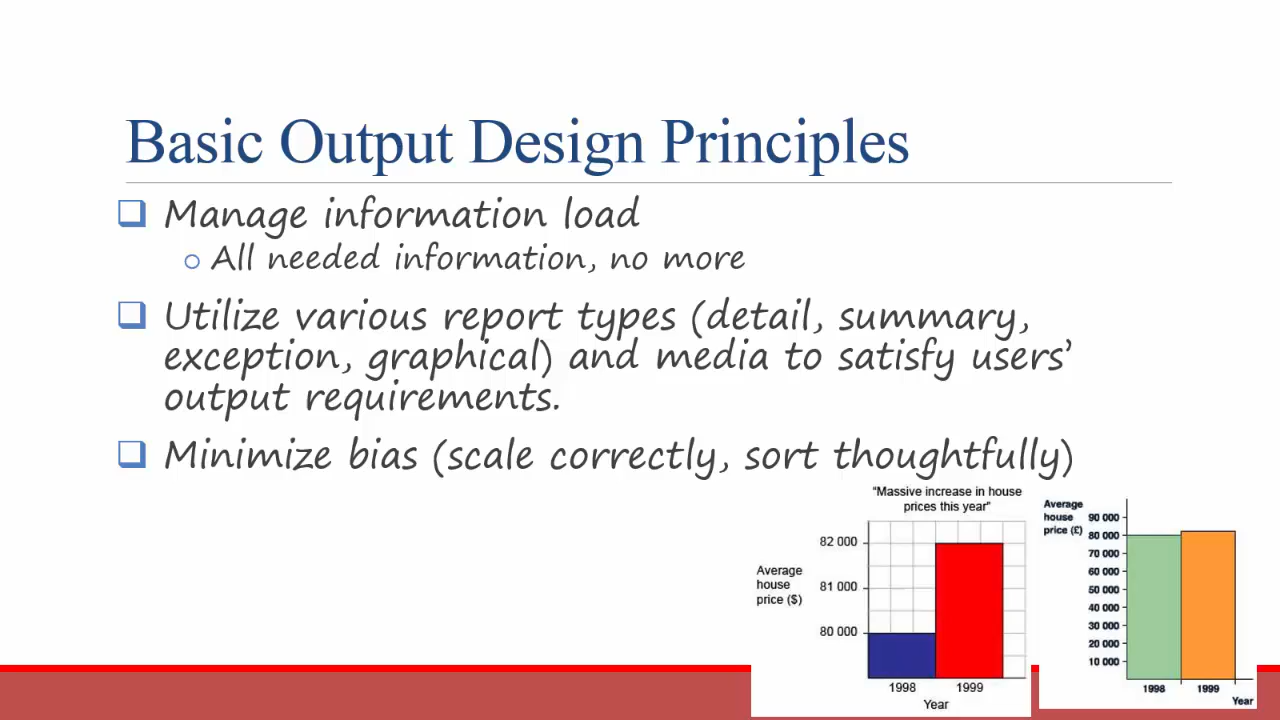 Basic Output Design Principles
Manage information load
All needed information, no more
Utilize various report types (detail, summary,
exception, graphical) and media to satisfy users’
output requirements.
Minimize bias (scale correctly, sort thoughtfully)
“Massive increase in house
prices this year”
82 000
81 000
80 000
Average
house
price ($)
1998 1999
Year
Average
house
price (£)
90 000
80 000
70 000
60 000
50 000
40 000
30 000
20 000
10 000
1998 1999
Year